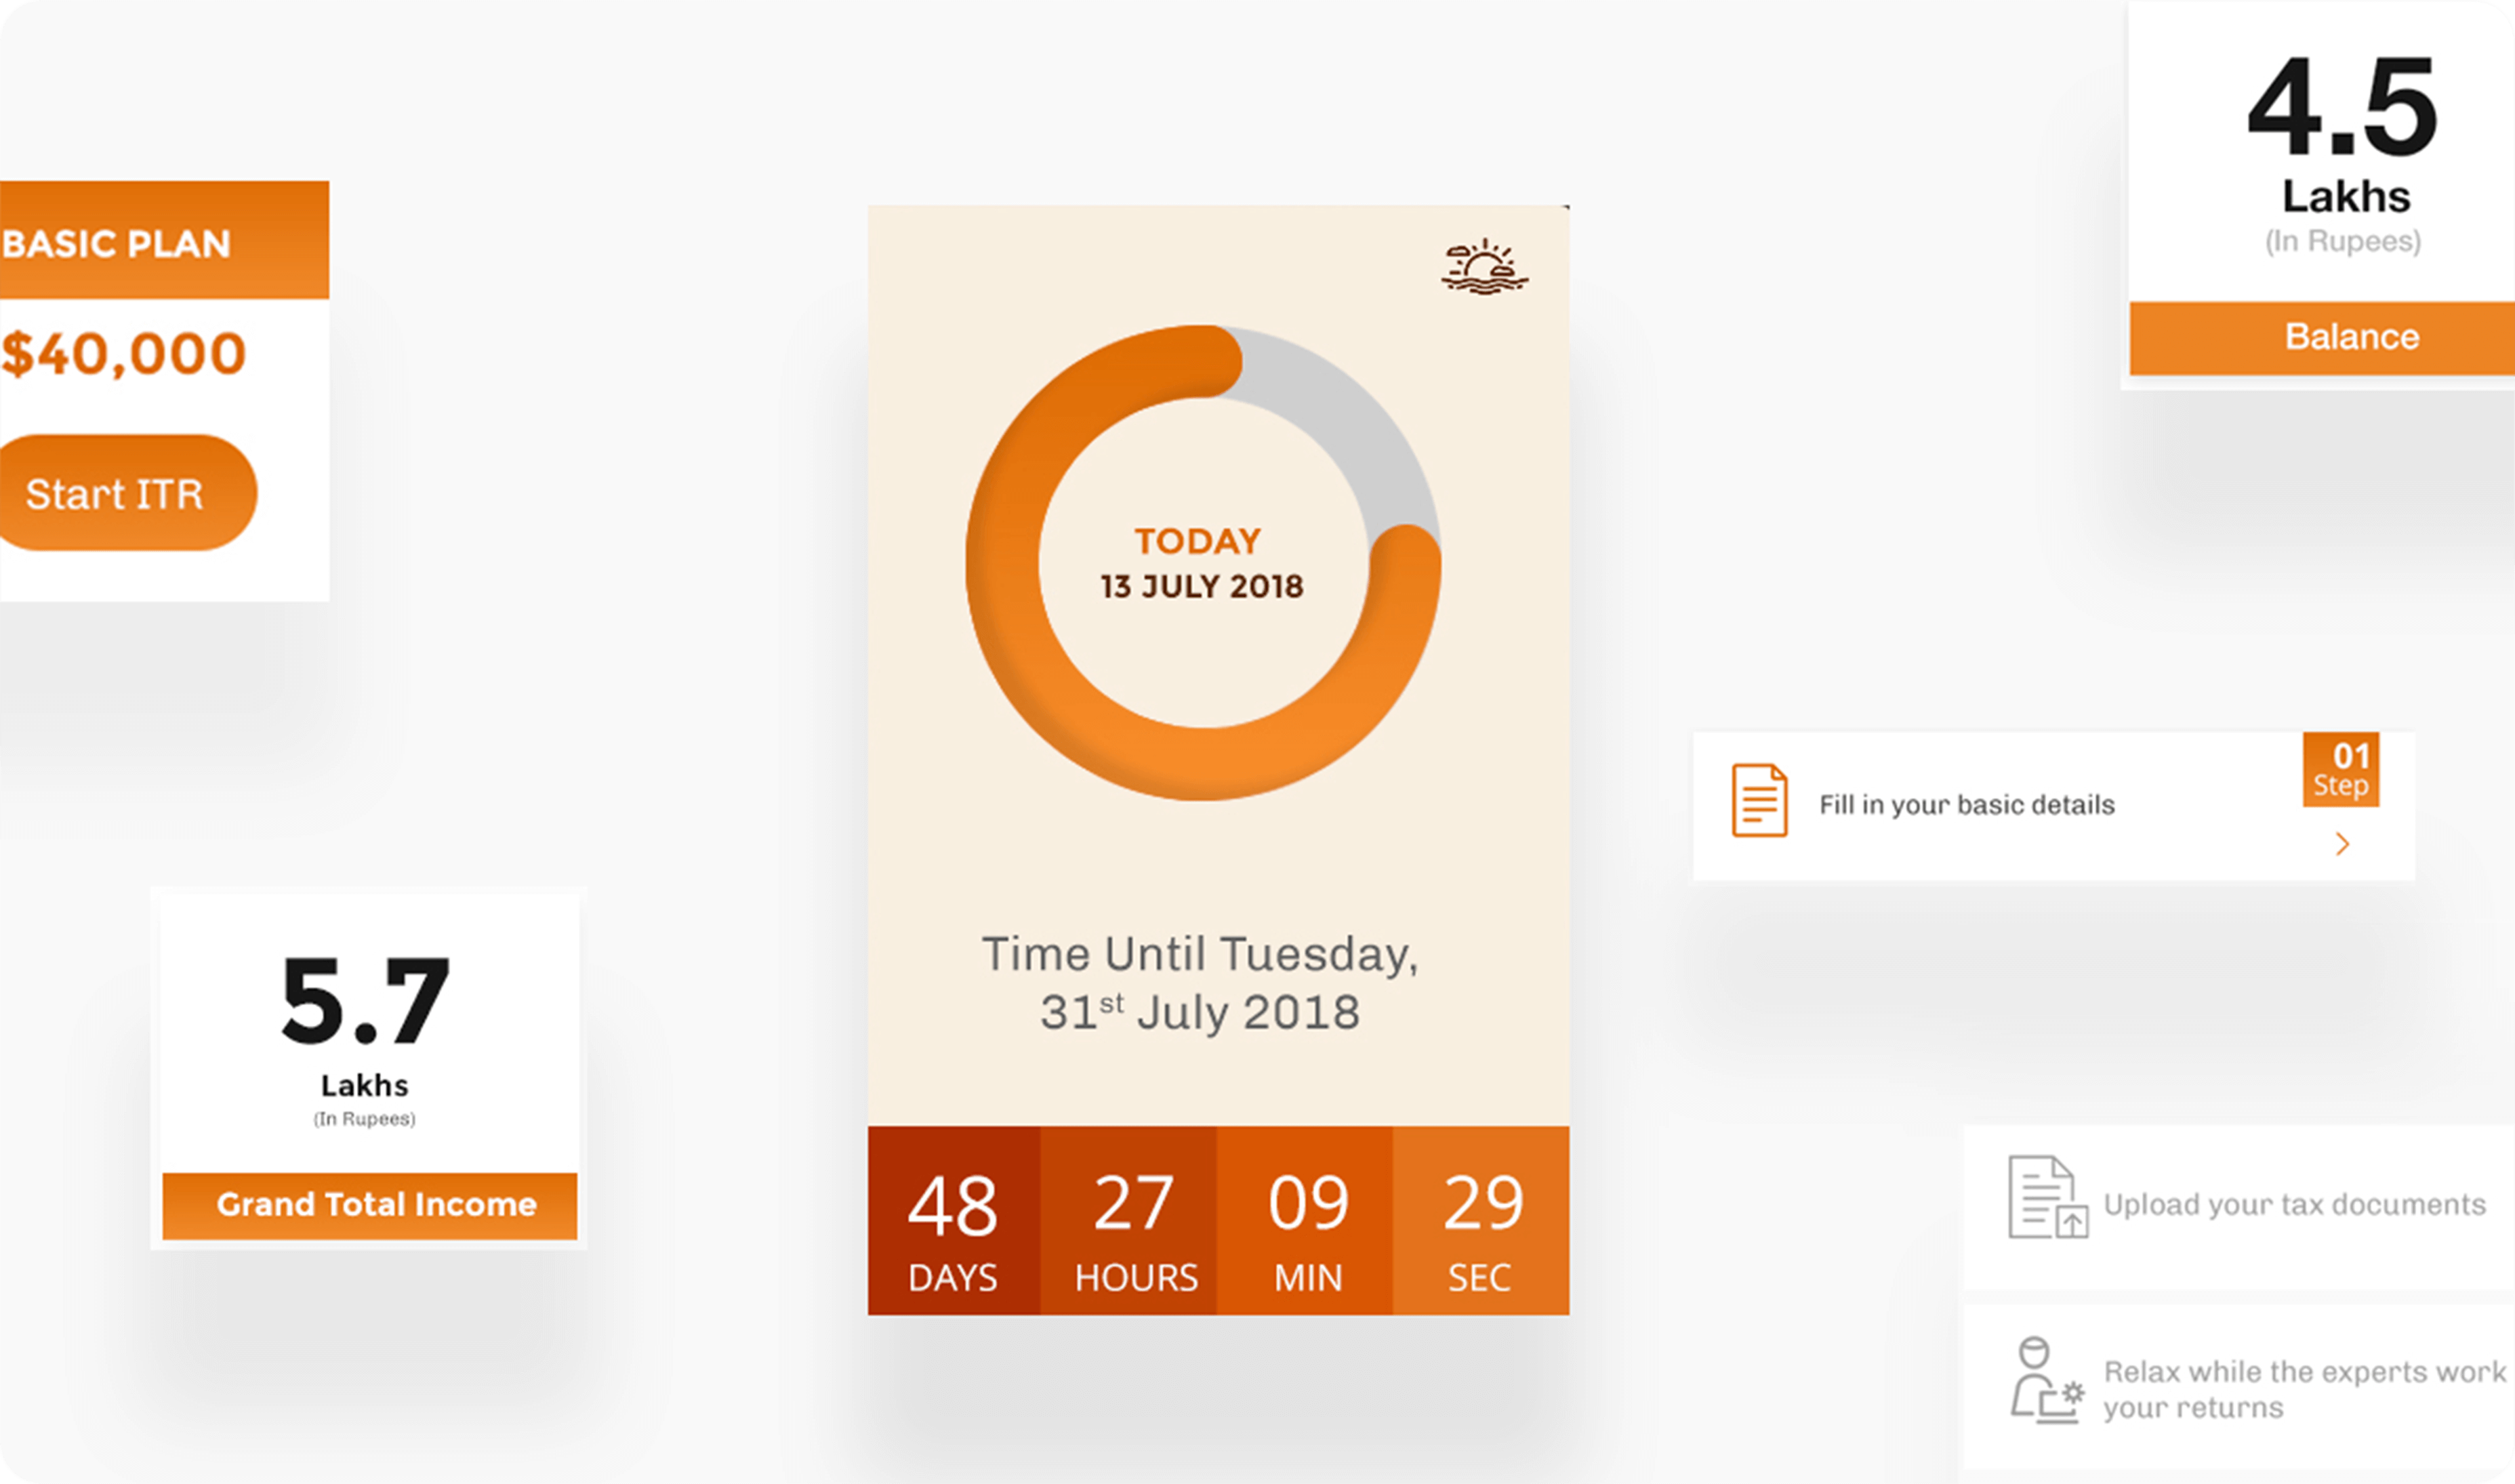 BASIC PLAN
$40,000
Start ITR
5.7
Lakhs
(In Rupees)
Grand Total Income
TODAY
13 JULY 2018
Time Until Tuesday,
31st July 2018
48 27 09 29
DAYS HOURS MIN SEC
4.5
Lakhs
(In Rupees)
Balance
01
Step
Fill in your basic details
Upload your tax documents
Relax while the experts work
your returns